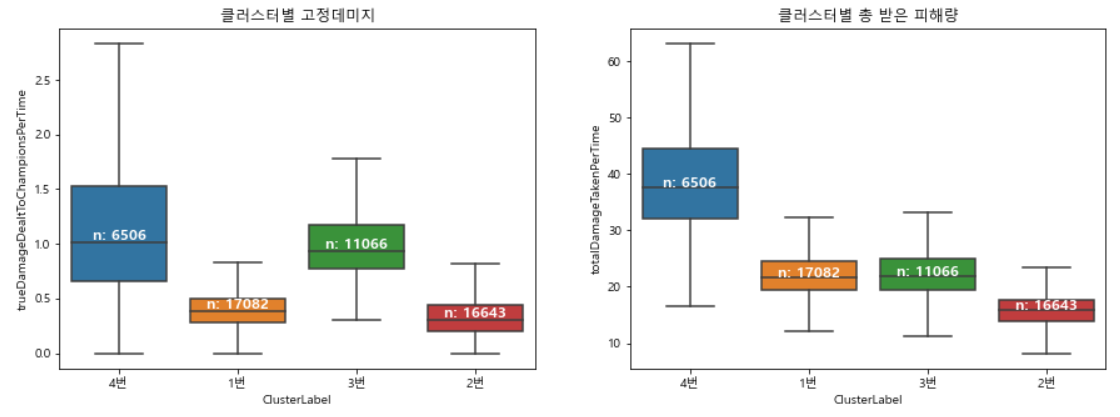 클러스터별 고정데미지
trueDamageDealtToChampionsPerTime
2.5
2.0
1.5
1.0
0.5
0.0
n: 6506
n: 17082
n: 11066
n: 16643
4번
1번
3번
2번
ClusterLabel
클러스터별 총 받은 피해량
totalDamageTakenPerTime
60
50
40
30
20
10
n: 6506
n: 17082
n: 11066
n: 16643
4번
1번
3번
2번
ClusterLabel